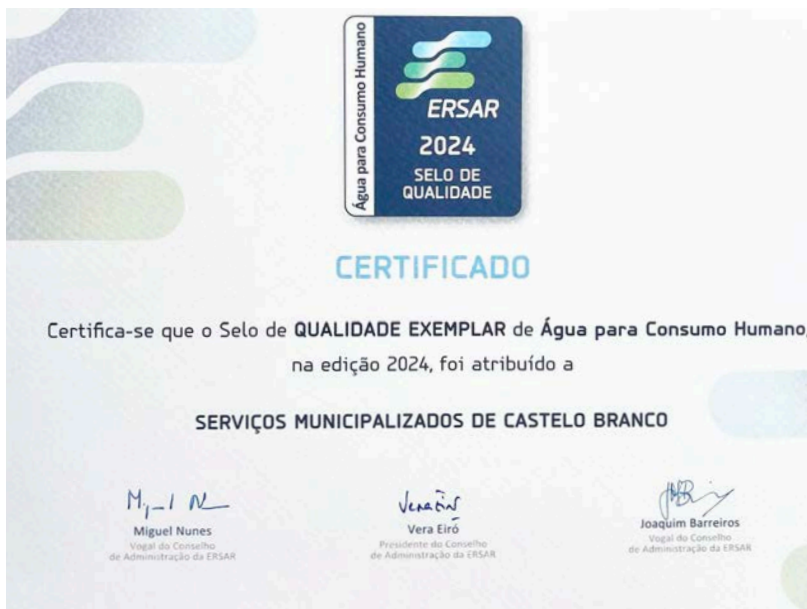 Água para Consumo Humano
ERSAR
2024
SELO DE
QUALIDADE
CERTIFICADO
Certifica-se que o Selo de QUALIDADE EXEMPLAR de Água para Consumo Humano,
na edição 2024, foi atribuído a
SERVIÇOS MUNICIPALIZADOS DE CASTELO BRANCO
Miguel Nunes
Vogal do Conselho
de Administração da ERSAR
Vera Eiró
Presidente do Conselho
de Administração da ERSAR
Joaquim Barreiros
Vogal do Conselho
de Administração da ERSAR